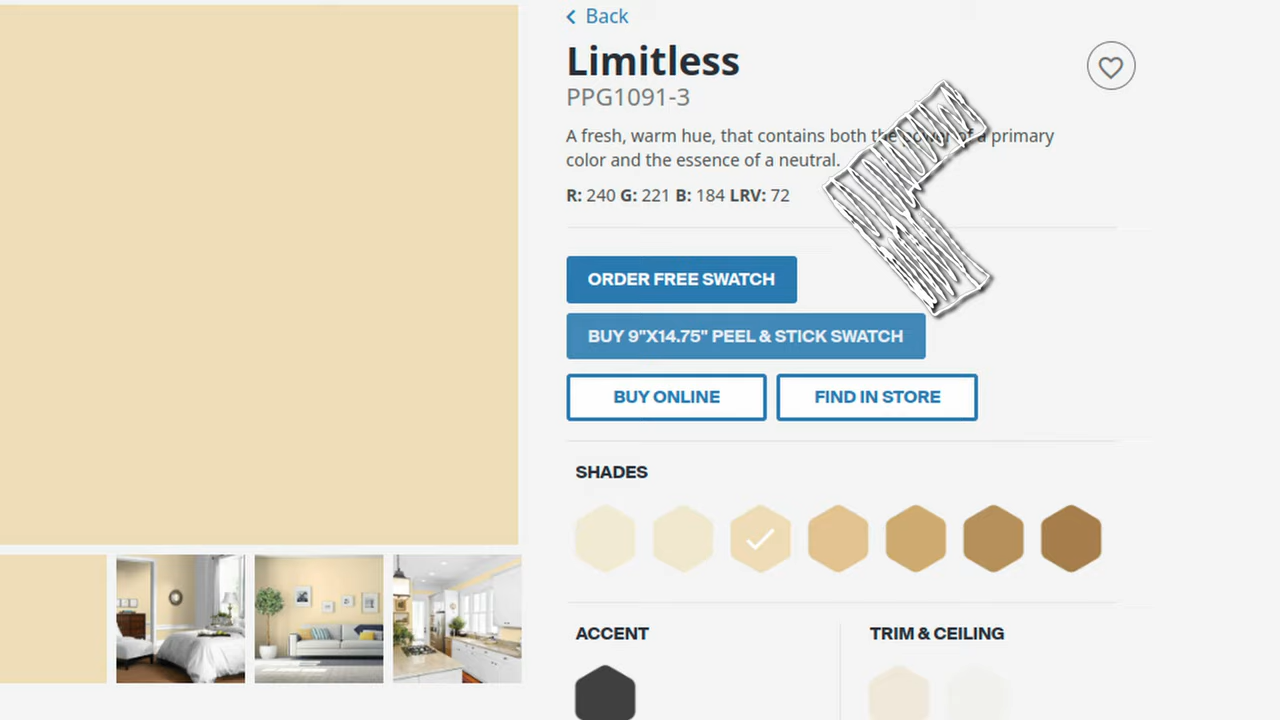 Back
Limitless
PPG1091-3
A fresh, warm hue, that contains both the power of a primary
color and the essence of a neutral.
R: 240 G: 221 B: 184 LRV: 72
ORDER FREE SWATCH
BUY 9"X14.75" PEEL & STICK SWATCH
BUY ONLINE FIND IN STORE
SHADES
ACCENT TRIM & CEILING